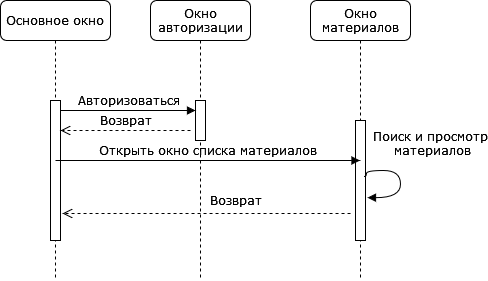 Основное окно
Окно
авторизации
Окно
материалов
Авторизоваться
Возврат
Открыть окно списка материалов
Поиск и просмотр
материалов
Возврат